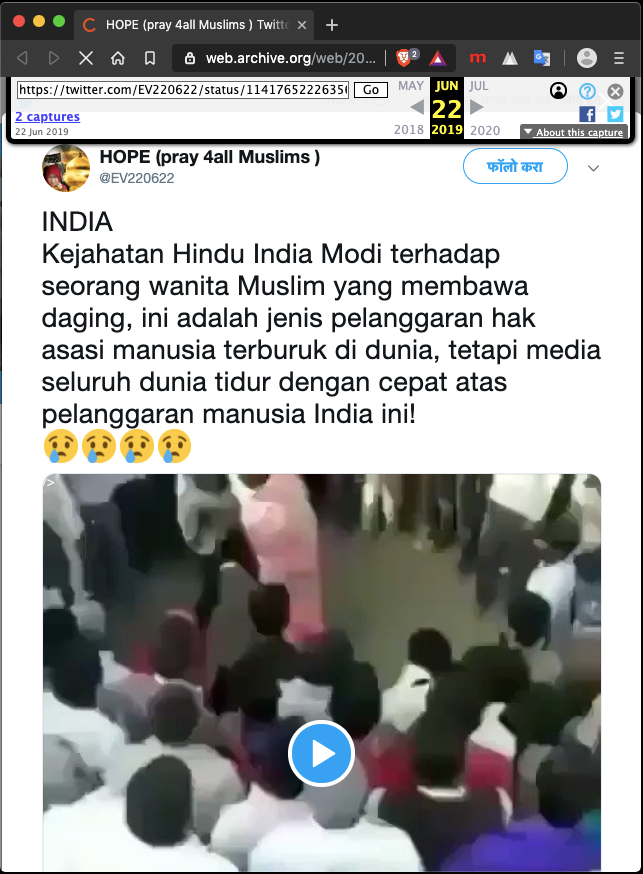 HOPE (pray 4all Muslims ) Twitte
web.archive.org/web/20...
2
m
https://twitter.com/EV220622/status/1141765222635
Go
MAY JUN JUL
22
2018 2019 2020
2 captures
22 Jun 2019
About this capture
HOPE (pray 4all Muslims )
@EV220622
फॉलो करा
INDIA
Kejahatan Hindu India Modi terhadap
seorang wanita Muslim yang membawa
daging, ini adalah jenis pelanggaran hak
asasi manusia terburuk di dunia, tetapi media
seluruh dunia tidur dengan cepat atas
pelanggaran manusia India ini!
😢😢😢😢
>